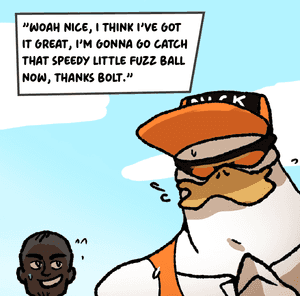 "WOAH NICE, I THINK I'VE GOT
IT GREAT, I'M GONNA GO CATCH
THAT SPEEDY LITTLE FUZZ BALL
NOW, THANKS BOLT."